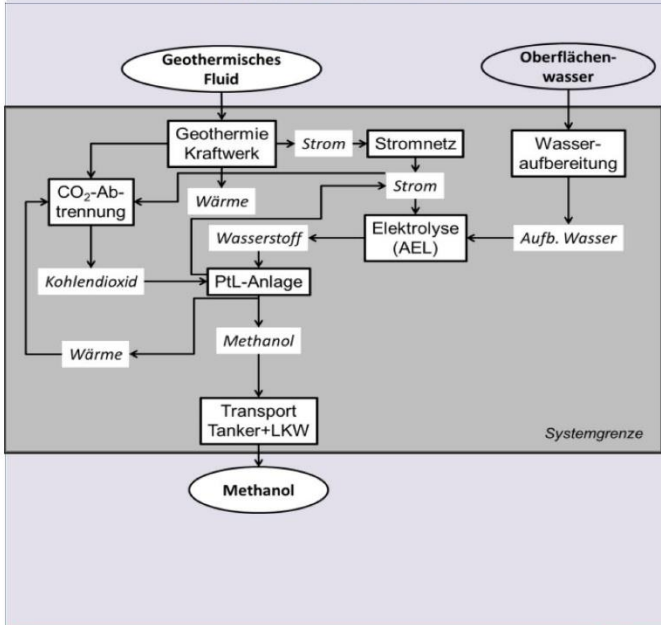 Geothermisches
Fluid
Oberflächen-
wasser
Geothermie
Kraftwerk
Strom
Stromnetz
Wasser-
aufbereitung
CO₂-Ab-
trennung
Wärme
Strom
Wasserstoff
Elektrolyse
(AEL)
Aufb. Wasser
Kohlendioxid
PtL-Anlage
Wärme
Methanol
Transport
Tanker+LKW
Systemgrenze
Methanol